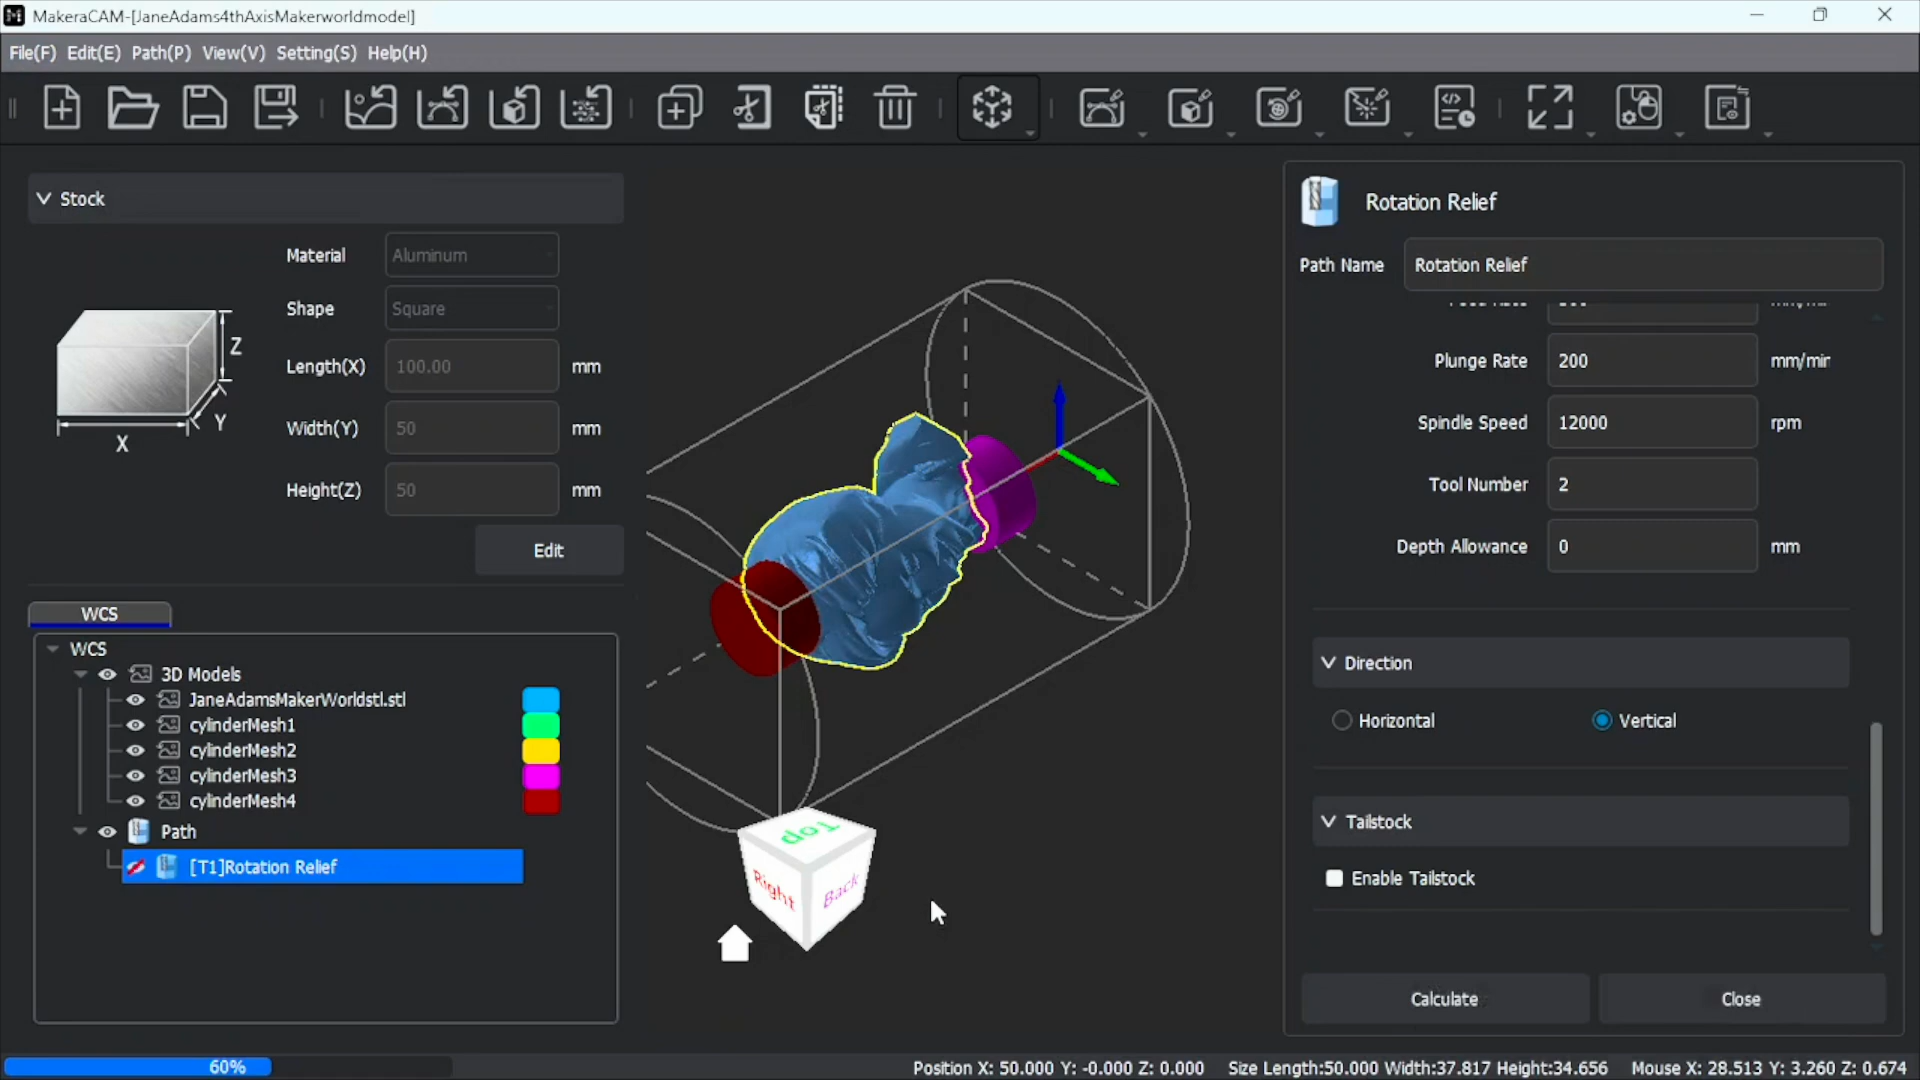 MakeraCAM-[JaneAdams4thAxisMakerworldmodel]
File(F) Edit(E) Path(P) View(V) Setting(S) Help(H)
Stock
Material Aluminum
Shape Square
Length(X) 100.00 mm
Width(Y) 50 mm
Height(Z) 50 mm
Z
Y
X
Edit
WCS
WCS
3D Models
JaneAdamsMakerWorldstl.stl
cylinderMesh1
cylinderMesh2
cylinderMesh3
cylinderMesh4
Path
[T1]Rotation Relief
Top
Right
Back
Rotation Relief
Path Name Rotation Relief
Plunge Rate 200 mm/min
Spindle Speed 12000 rpm
Tool Number 2
Depth Allowance 0 mm
Direction
Horizontal Vertical
Tailstock
Enable Tailstock
Calculate Close
60%
Position X: 50.000 Y: -0.000 Z: 0.000 Size Length:50.000 Width:37.817 Height:34.656 Mouse X: 28.513 Y: 3.260 Z: 0.674